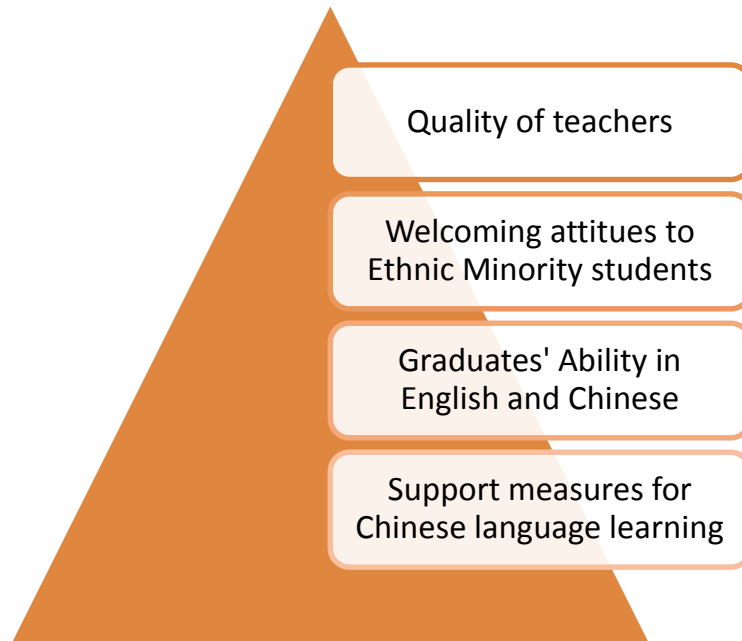 Quality of teachers
Welcoming attitues to
Ethnic Minority students
Graduates' Ability in
English and Chinese
Support measures for
Chinese language learning